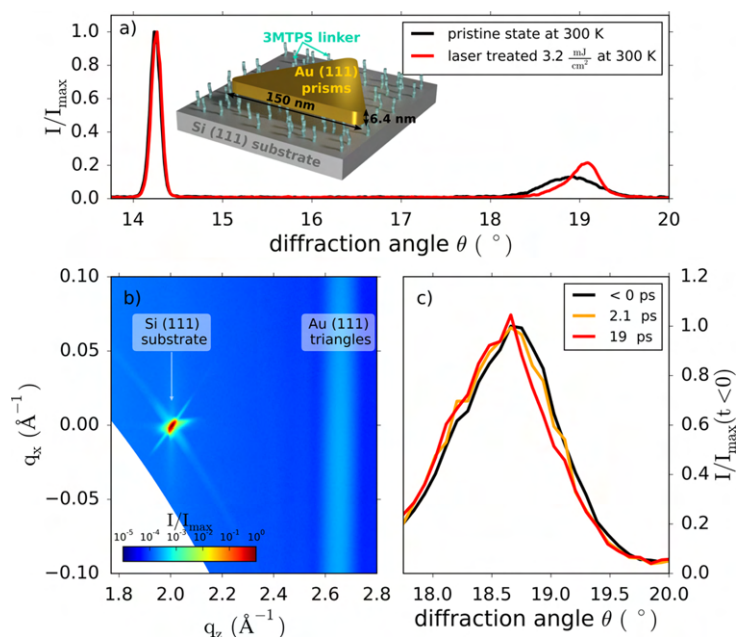 a)
3MTPS linker
Au (111)
prisms
150 nm
6.4 nm
Si (111) substrate
pristine state at 300 K
laser treated 3.2 mJ/cm² at 300 K
I/I_max
1.0
0.8
0.6
0.4
0.2
0.0
14 15 16 17 18 19 20
diffraction angle θ (°)
b)
Si (111)
substrate
Au (111)
triangles
q_x (Å⁻¹)
0.10
0.05
0.00
−0.05
−0.10
I/I_max
10⁻⁵ 10⁻⁴ 10⁻³ 10⁻² 10⁻¹ 10⁰
1.7 2.0 2.2 2.4 2.6 2.8
q_z (Å⁻¹)
c)
< 0 ps
2.1 ps
19 ps
1.2
1.0
0.8
0.6
0.4
0.2
0.0
I/I_max(t <0)
18.0 18.5 19.0 19.5 20.0
diffraction angle θ (°)